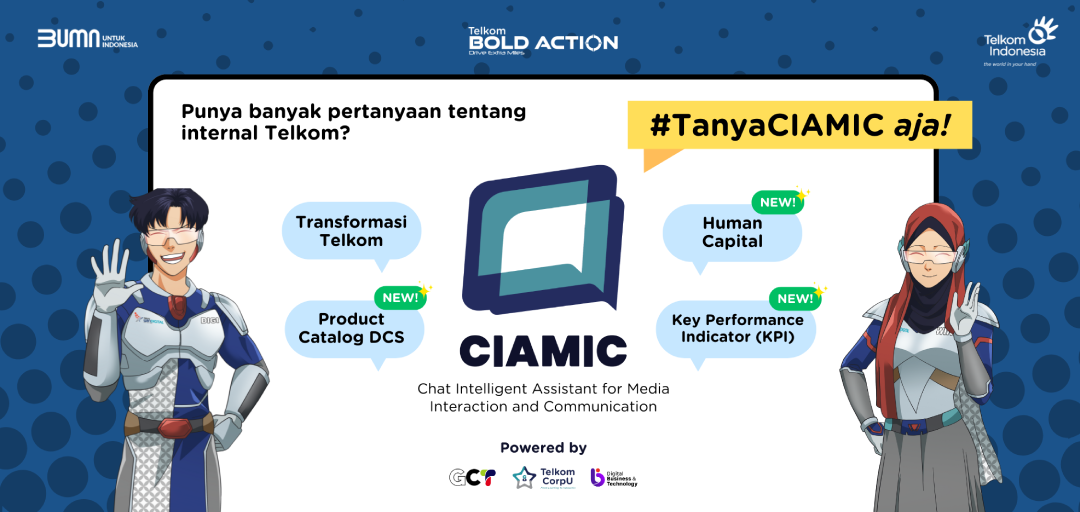 BUMN UNTUK
INDONESIA
Telkom
BOLD ACTION
Drive Extra Miles
Telkom
Indonesia
the world in your hand
Punya banyak pertanyaan tentang
internal Telkom?
#TanyaCIAMIC aja!
Transformasi
Telkom
NEW!
Product
Catalog DCS
NEW!
Human
Capital
NEW!
Key Performance
Indicator (KPI)
CIAMIC
Chat Intelligent Assistant for Media
Interaction and Communication
DIGI
Powered by
GCT
Telkom
CorpU
Digital
Business &
Technology